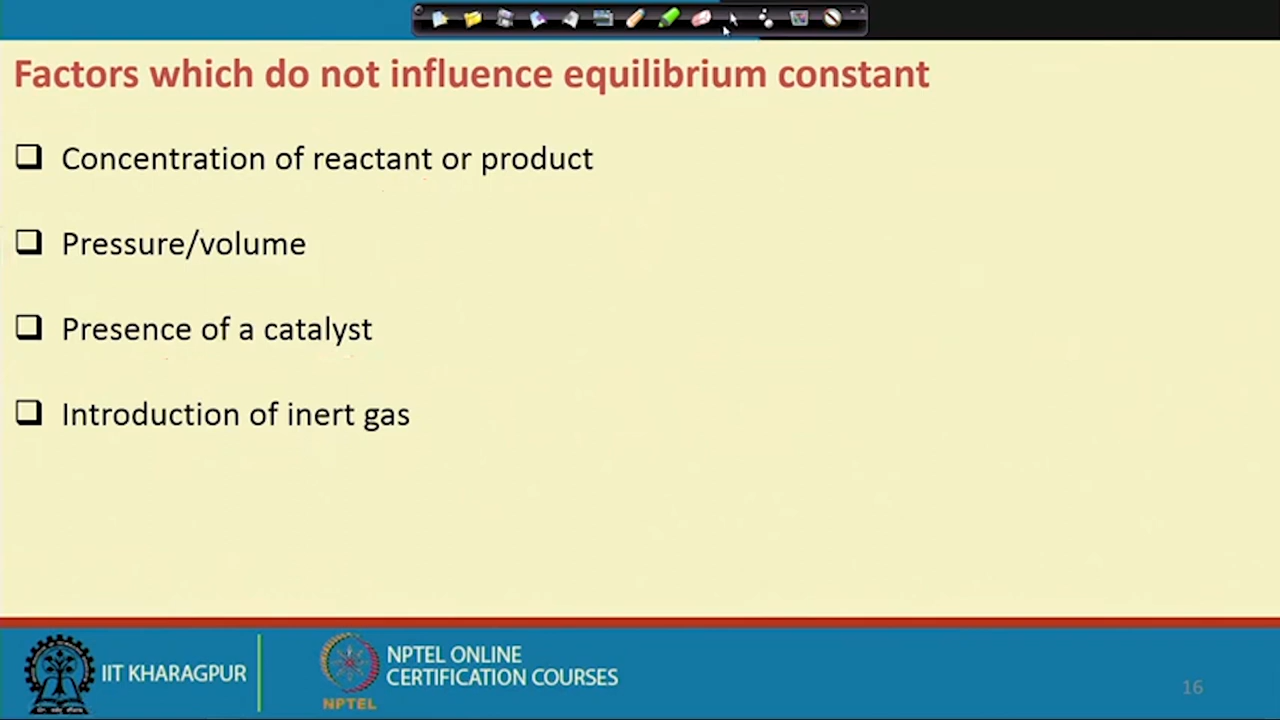 Factors which do not influence equilibrium constant
Concentration of reactant or product
Pressure/volume
Presence of a catalyst
Introduction of inert gas
IIT KHARAGPUR
NPTEL
NPTEL ONLINE
CERTIFICATION COURSES
16